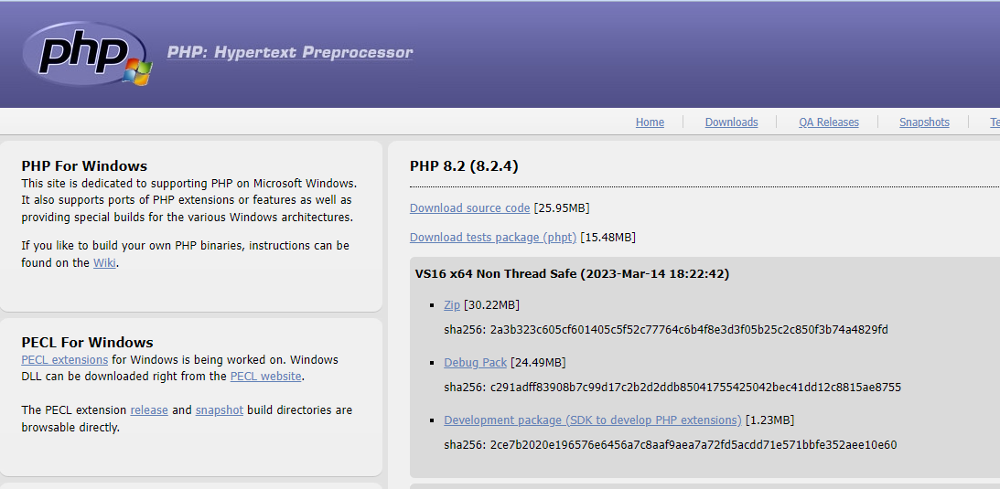 php
PHP: Hypertext Preprocessor
Home
Downloads
QA Releases
Snapshots
PHP For Windows
This site is dedicated to supporting PHP on Microsoft Windows.
It also supports ports of PHP extensions or features as well as
providing special builds for the various Windows architectures.
If you like to build your own PHP binaries, instructions can be
found on the Wiki.
PECL For Windows
PECL extensions for Windows is being worked on. Windows
DLL can be downloaded right from the PECL website.
The PECL extension release and snapshot build directories are
browsable directly.
PHP 8.2 (8.2.4)
Download source code [25.95MB]
Download tests package (phpt) [15.48MB]
VS16 x64 Non Thread Safe (2023-Mar-14 18:22:42)
Zip [30.22MB]
sha256: 2a3b323c605cf601405c5f52c77764c6b4f8e3d3f05b25c2c850f3b74a4829fd
Debug Pack [24.49MB]
sha256: c291adff83908b7c99d17c2b2d2ddb85041755425042bec41dd12c8815ae8755
Development package (SDK to develop PHP extensions) [1.23MB]
sha256: 2ce7b2020e196576e6456a7c8aaf9aea7a72fd5acdd71e571bbfe352aee10e60